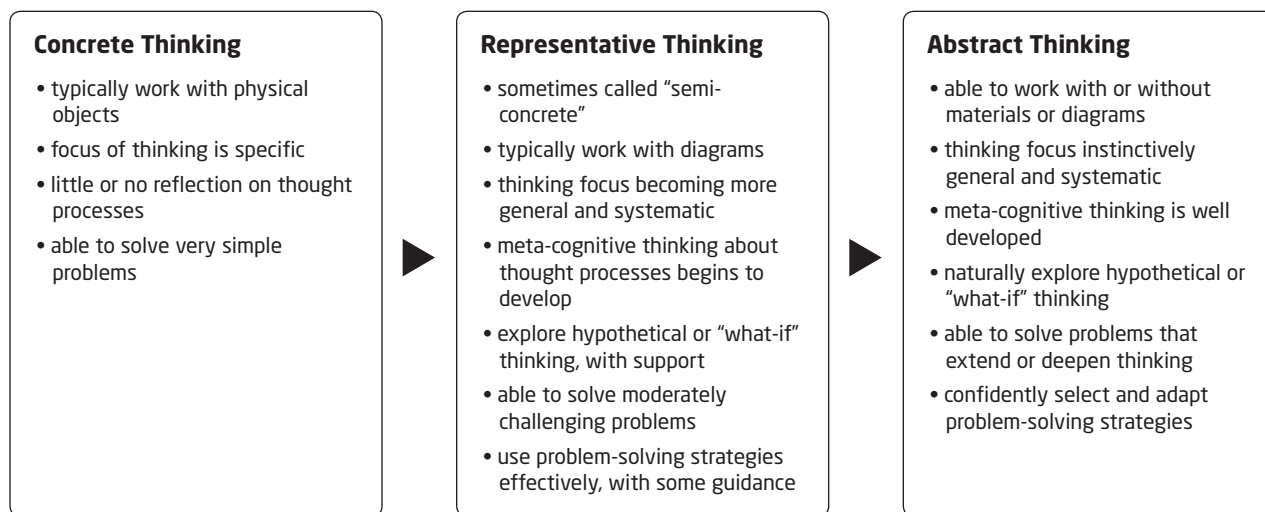 Concrete Thinking
• typically work with physical
objects
• focus of thinking is specific
• little or no reflection on thought
processes
• able to solve very simple
problems
Representative Thinking
• sometimes called “semi-
concrete”
• typically work with diagrams
• thinking focus becoming more
general and systematic
• meta-cognitive thinking about
thought processes begins to
develop
• explore hypothetical or “what-if”
thinking, with support
• able to solve moderately
challenging problems
• use problem-solving strategies
effectively, with some guidance
Abstract Thinking
• able to work with or without
materials or diagrams
• thinking focus instinctively
general and systematic
• meta-cognitive thinking is well
developed
• naturally explore hypothetical or
“what-if” thinking
• able to solve problems that
extend or deepen thinking
• confidently select and adapt
problem-solving strategies